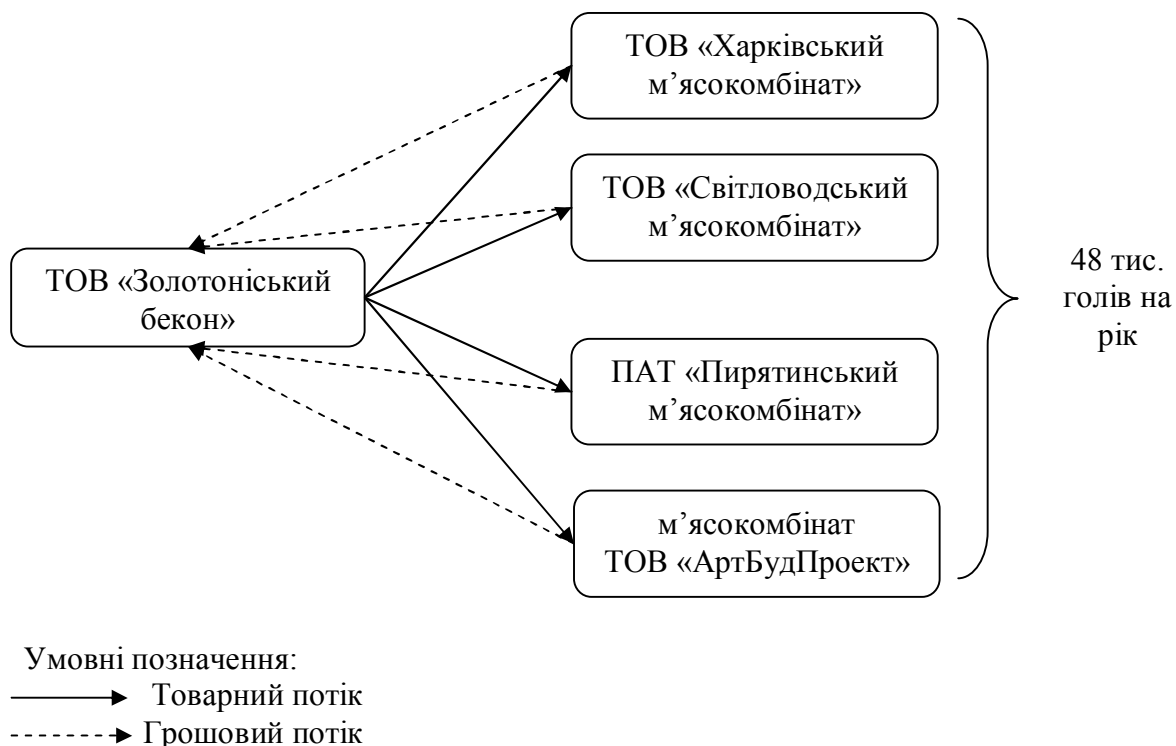 ТОВ «Харківський
м’ясокомбінат»
ТОВ «Світловодський
м’ясокомбінат»
ТОВ «Золотоніський
бекон»
48 тис.
голів на
рік
ПАТ «Пирятинський
м’ясокомбінат»
м’ясокомбінат
ТОВ «АртБудПроект»
Умовні позначення:
Товарний потік
Грошовий потік